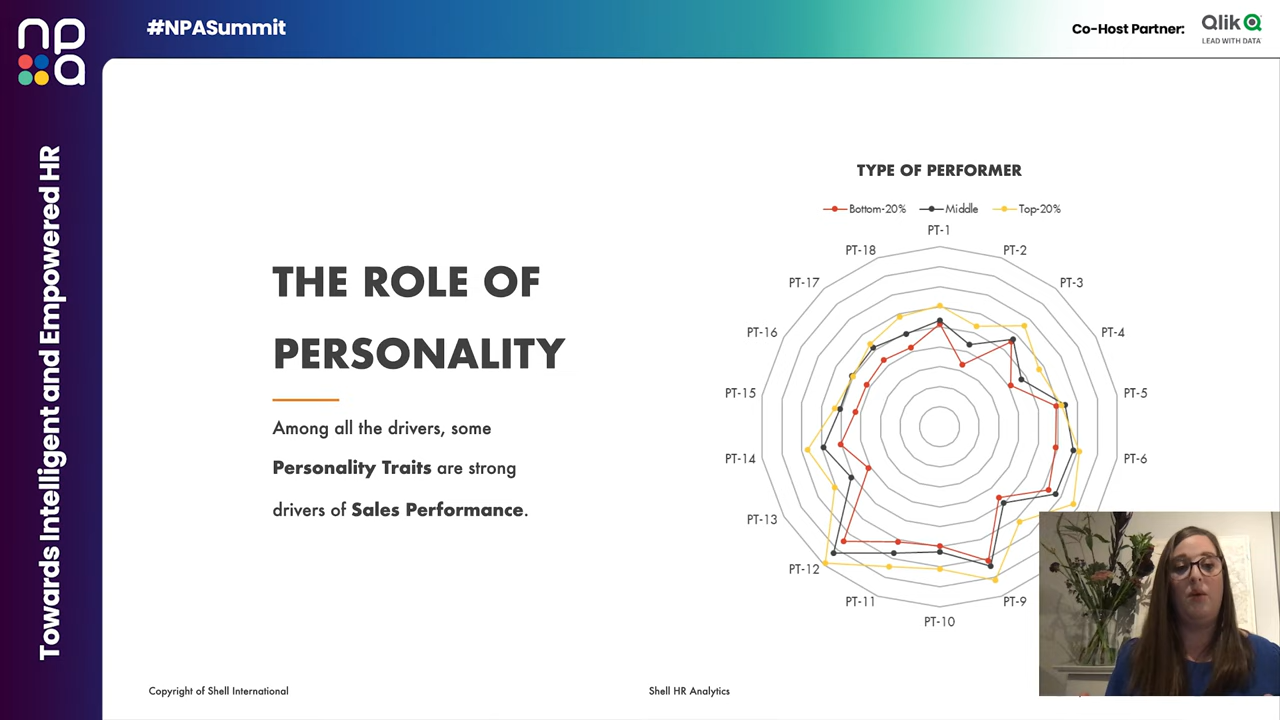 npa
#NPASummit
Co-Host Partner:
Qlik
LEAD WITH DATA
Towards Intelligent and Empowered HR
THE ROLE OF
PERSONALITY
Among all the drivers, some
Personality Traits are strong
drivers of Sales Performance.
TYPE OF PERFORMER
Bottom-20% Middle Top-20%
PT-1
PT-2
PT-3
PT-4
PT-5
PT-6
PT-9
PT-10
PT-11
PT-12
PT-13
PT-14
PT-15
PT-16
PT-17
PT-18
Copyright of Shell International
Shell HR Analytics